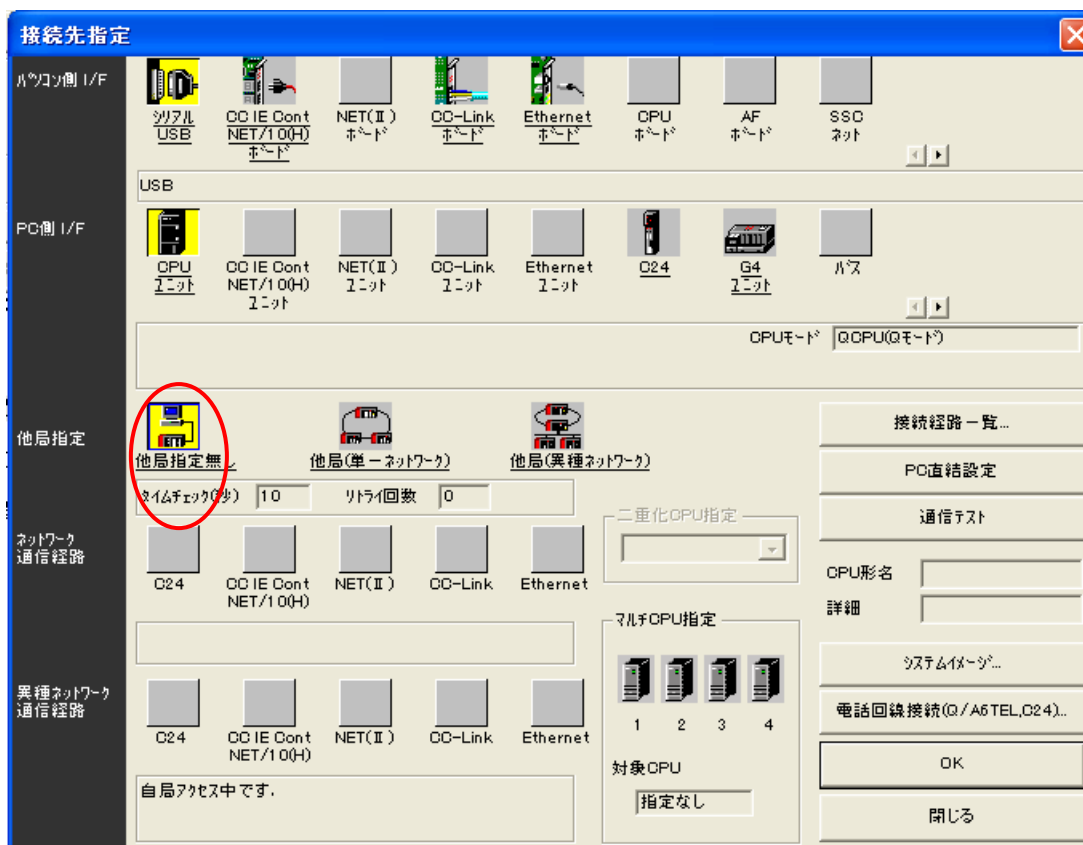 接続先指定
ﾊﾟｿｺﾝ側 I/F
ｼﾘｱﾙ
USB
CC IE Cont
NET/10(H)
ﾎﾞｰﾄﾞ
NET(Ⅱ)
ﾎﾞｰﾄﾞ
CC-Link
ﾎﾞｰﾄﾞ
Ethernet
ﾎﾞｰﾄﾞ
CPU
ﾎﾞｰﾄﾞ
AF
ﾎﾞｰﾄﾞ
SSC
ﾈｯﾄ
USB
PC側 I/F
CPU
ﾕﾆｯﾄ
CC IE Cont
NET/10(H)
ﾕﾆｯﾄ
NET(Ⅱ)
ﾕﾆｯﾄ
CC-Link
ﾕﾆｯﾄ
Ethernet
ﾕﾆｯﾄ
C24
G4
ﾕﾆｯﾄ
ﾊﾞｽ
CPUﾓｰﾄﾞ QCPU(Qﾓｰﾄﾞ)
他局指定
他局指定無し
他局(単一ﾈｯﾄﾜｰｸ)
他局(異種ﾈｯﾄﾜｰｸ)
ﾀｲﾑﾁｪｯｸ(秒) 10 ﾘﾄﾗｲ回数 0
接続経路一覧...
PC直結設定
通信ﾃｽﾄ
二重化CPU指定
CPU形名
詳細
ﾈｯﾄﾜｰｸ
通信経路
C24
CC IE Cont
NET/10(H)
NET(Ⅱ)
CC-Link
Ethernet
ﾏﾙﾁCPU指定
1 2 3 4
対象CPU
指定なし
ｼｽﾃﾑｲﾒｰｼﾞ...
電話回線接続(Q/A6TEL,C24)...
OK
閉じる
異種ﾈｯﾄﾜｰｸ
通信経路
C24
CC IE Cont
NET/10(H)
NET(Ⅱ)
CC-Link
Ethernet
自局ｱｸｾｽ中です.